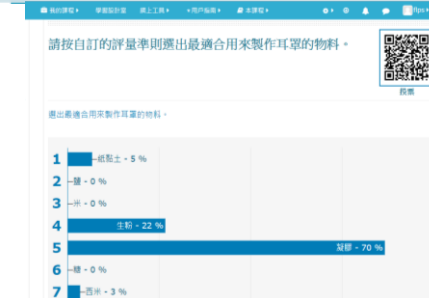 我的課程
學習設計室
網上工具
用戶指南
本課程
flps
請按自訂的評量準則選出最適合用來製作耳罩的物料。
投票
選出最適合用來製作耳罩的物料。
1 紙黏土 - 5 %
2 鹽 - 0 %
3 米 - 0 %
4 生粉 - 22 %
5 凝膠 - 70 %
6 糖 - 0 %
7 西米 - 3 %